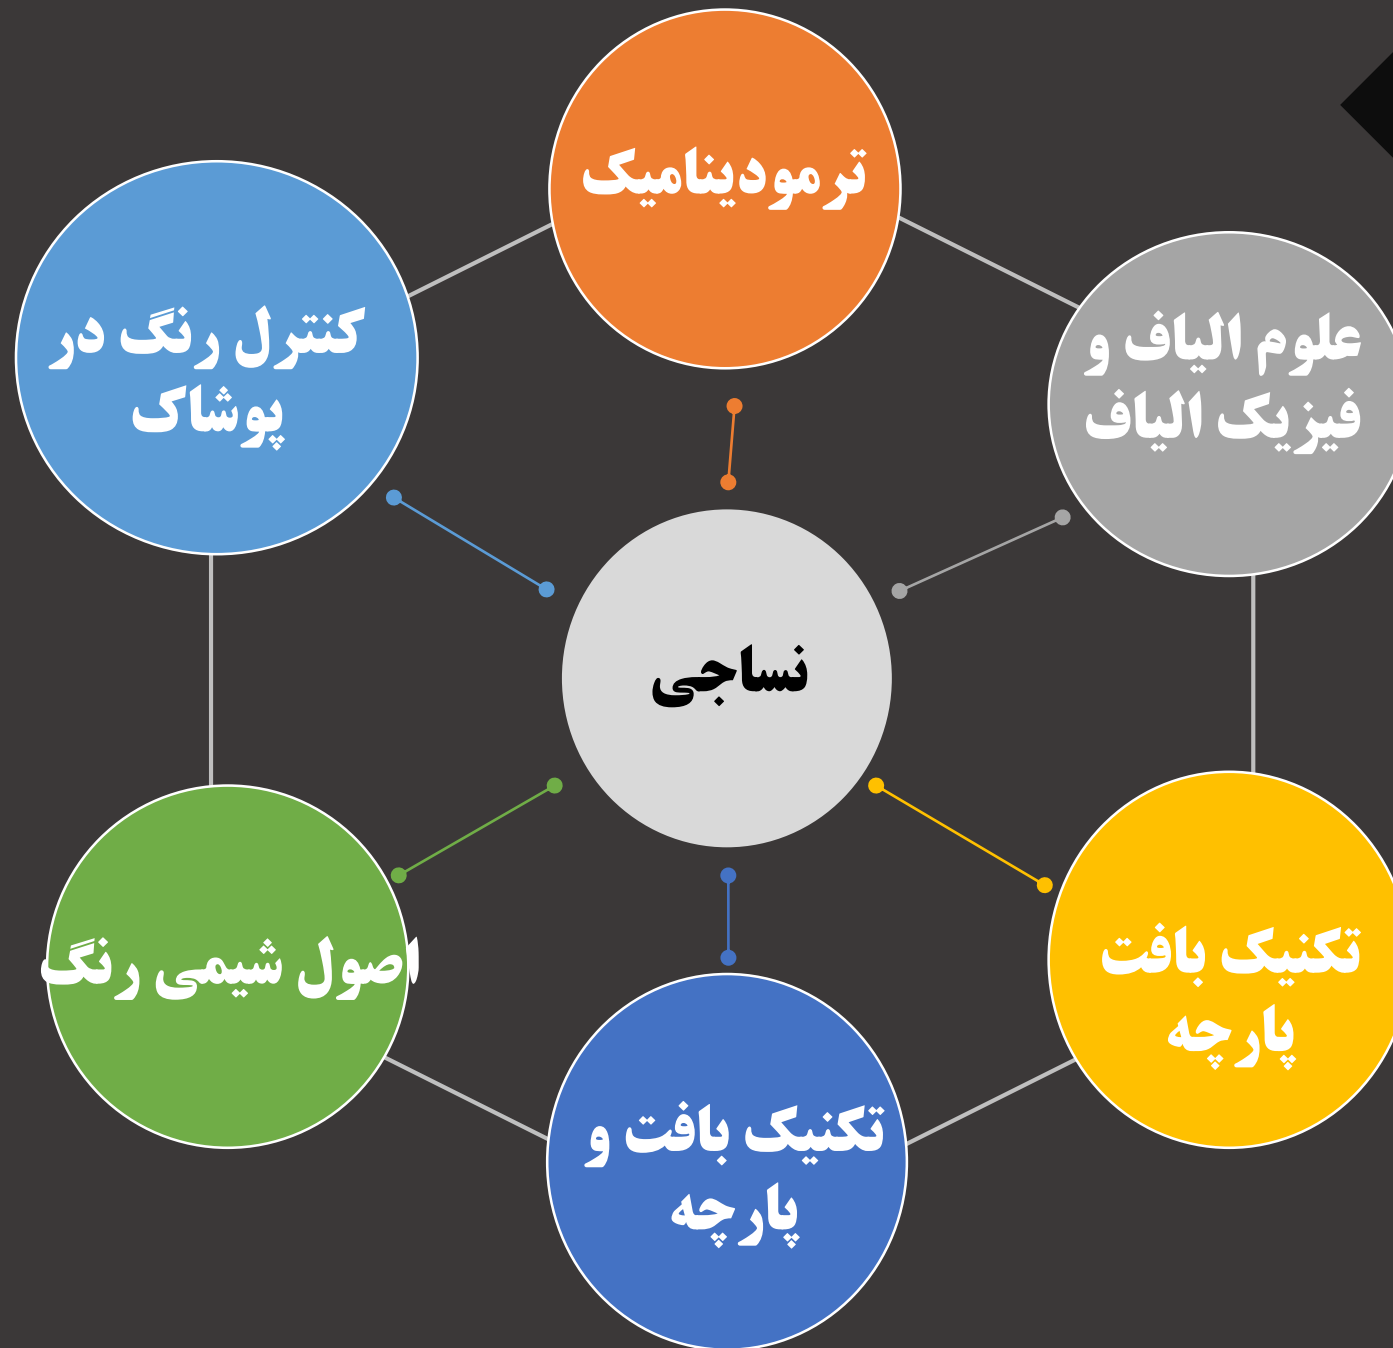 ترمودینامیک
علوم الیاف و
فیزیک الیاف
کنترل رنگ در
پوشاک
نساجی
تکنیک بافت
پارچه
اصول شیمی رنگ
تکنیک بافت و
پارچه